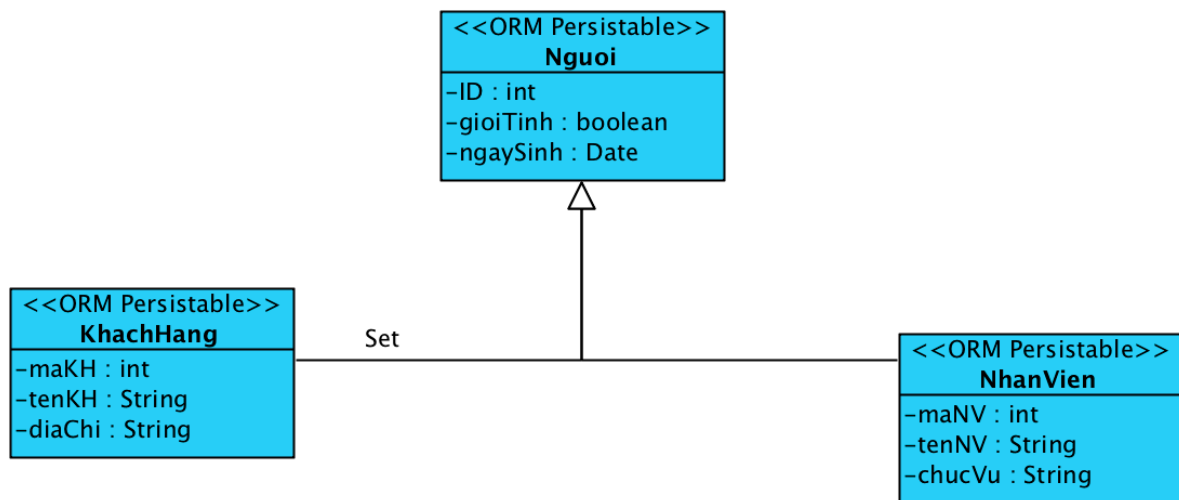 <<ORM Persistable>>
Nguoi
-ID : int
-gioiTinh : boolean
-ngaySinh : Date
<<ORM Persistable>>
KhachHang
-maKH : int
-tenKH : String
-diaChi : String
Set
<<ORM Persistable>>
NhanVien
-maNV : int
-tenNV : String
-chucVu : String